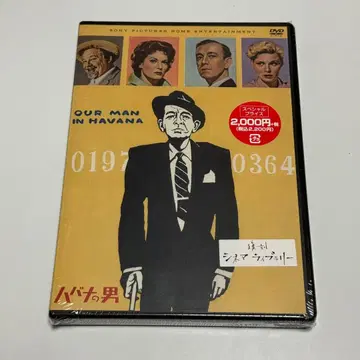 SONY PICTURES HOME ENTERTAINMENT
DVD
OUR MAN
IN HAVANA
スペシャル
プライス
2,000円+税
(税込2,200円)
0197
0364
復刻
シネマライブラリー
ハバナの男